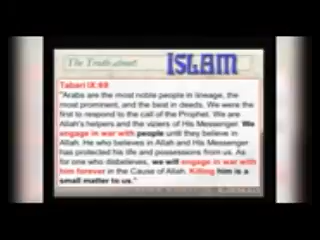 The Truth about ISLAM
Tabari IX:69
"Arabs are the most noble people in lineage, the
most prominent, and the best in deeds. We were the
first to respond to the call of the Prophet. We are
Allah's helpers and the viziers of His Messenger. We
engage in war with people until they believe in
Allah. He who believes in Allah and His Messenger
has protected his life and possessions from us. As
for one who disbelieves, we will engage in war with
him forever in the Cause of Allah. Killing him is a
small matter to us."